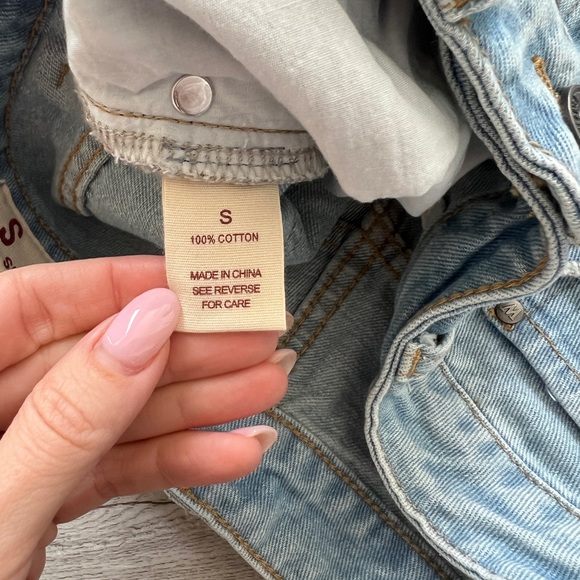 S
100% COTTON
MADE IN CHINA
SEE REVERSE
FOR CARE
S